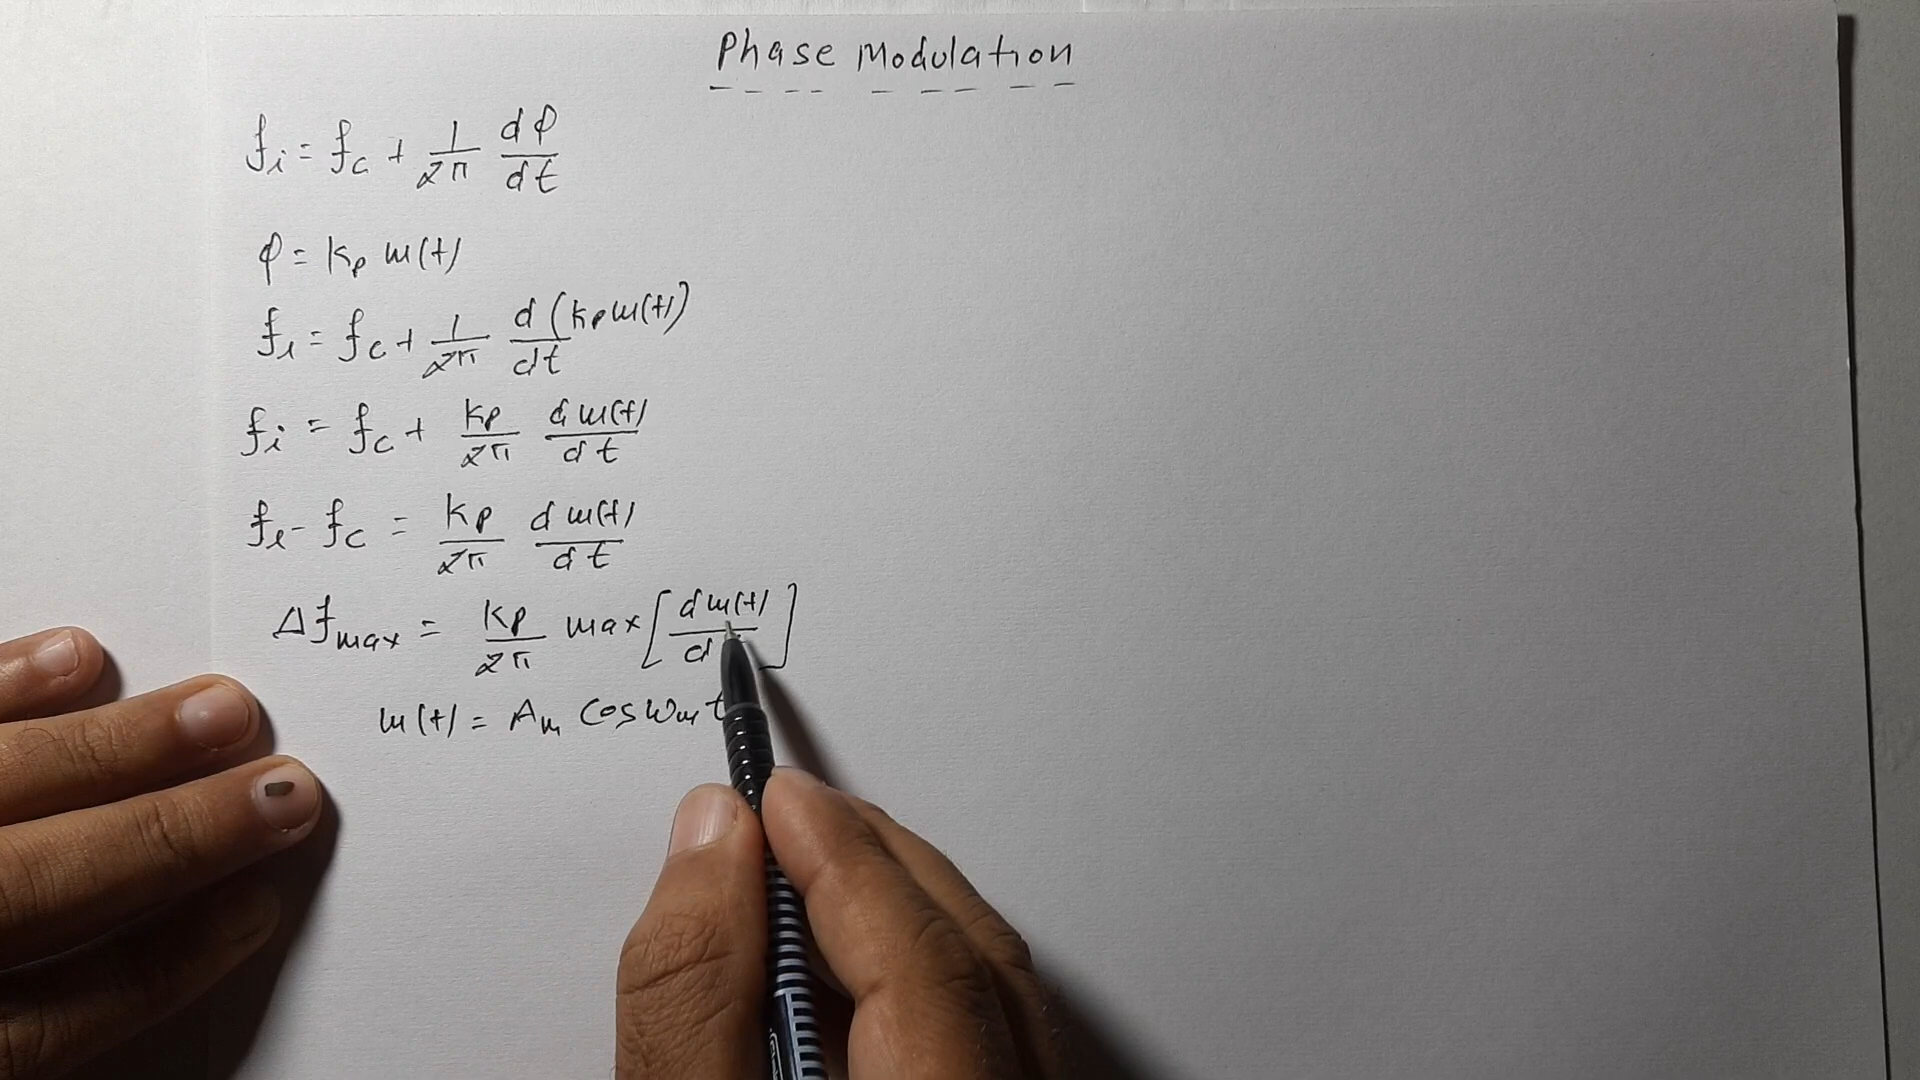 Phase Modulation
fi = fc + 1/2π dφ/dt
φ = kp m(t)
fi = fc + 1/2π d(kp m(t))/dt
fi = fc + kp/2π dm(t)/dt
fi - fc = kp/2π dm(t)/dt
Δfmax = kp/2π max[dm(t)/d]
m(t) = Am cos ωm t